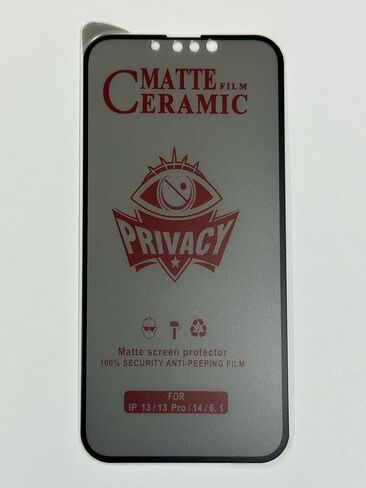 MATTE FILM
CERAMIC
PRIVACY
Matte screen protector
100% SECURITY ANTI-PEEPING FILM
FOR
IP 13/13 Pro/14/6.1